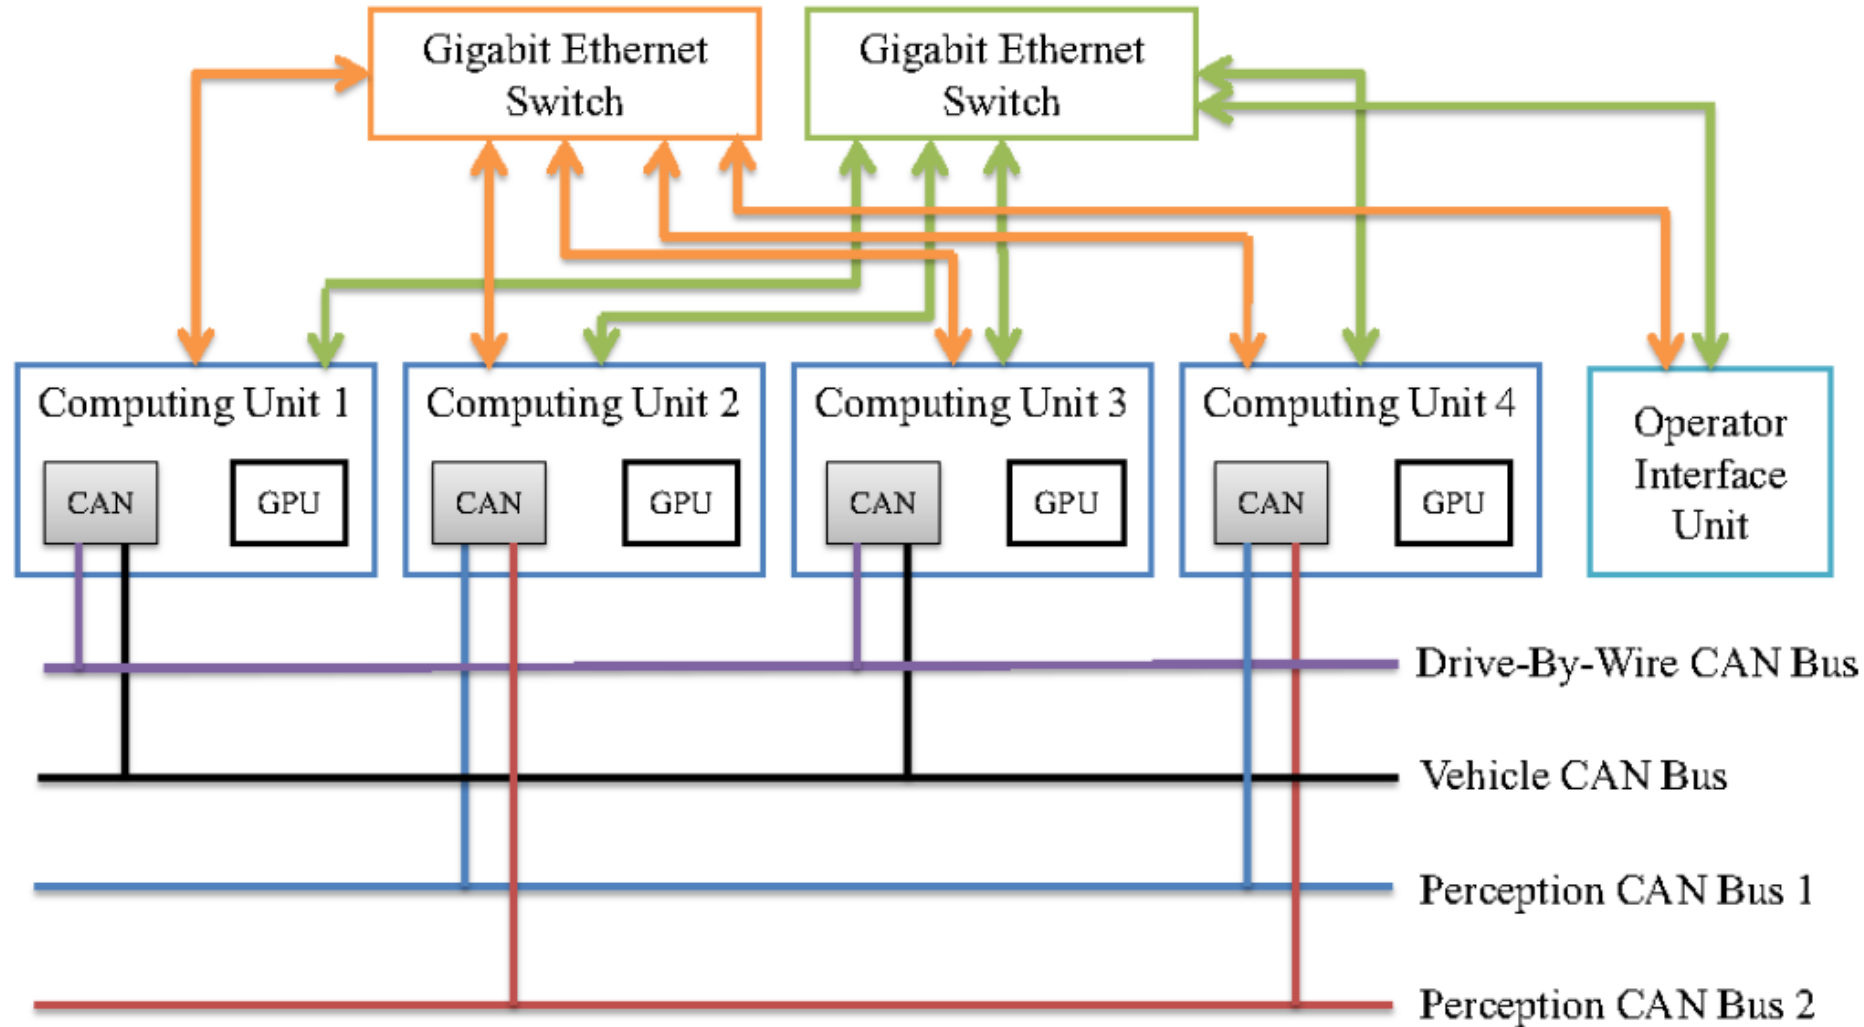 Gigabit Ethernet
Switch
Gigabit Ethernet
Switch
Computing Unit 1
CAN
GPU
Computing Unit 2
CAN
GPU
Computing Unit 3
CAN
GPU
Computing Unit 4
CAN
GPU
Operator
Interface
Unit
Drive-By-Wire CAN Bus
Vehicle CAN Bus
Perception CAN Bus 1
Perception CAN Bus 2